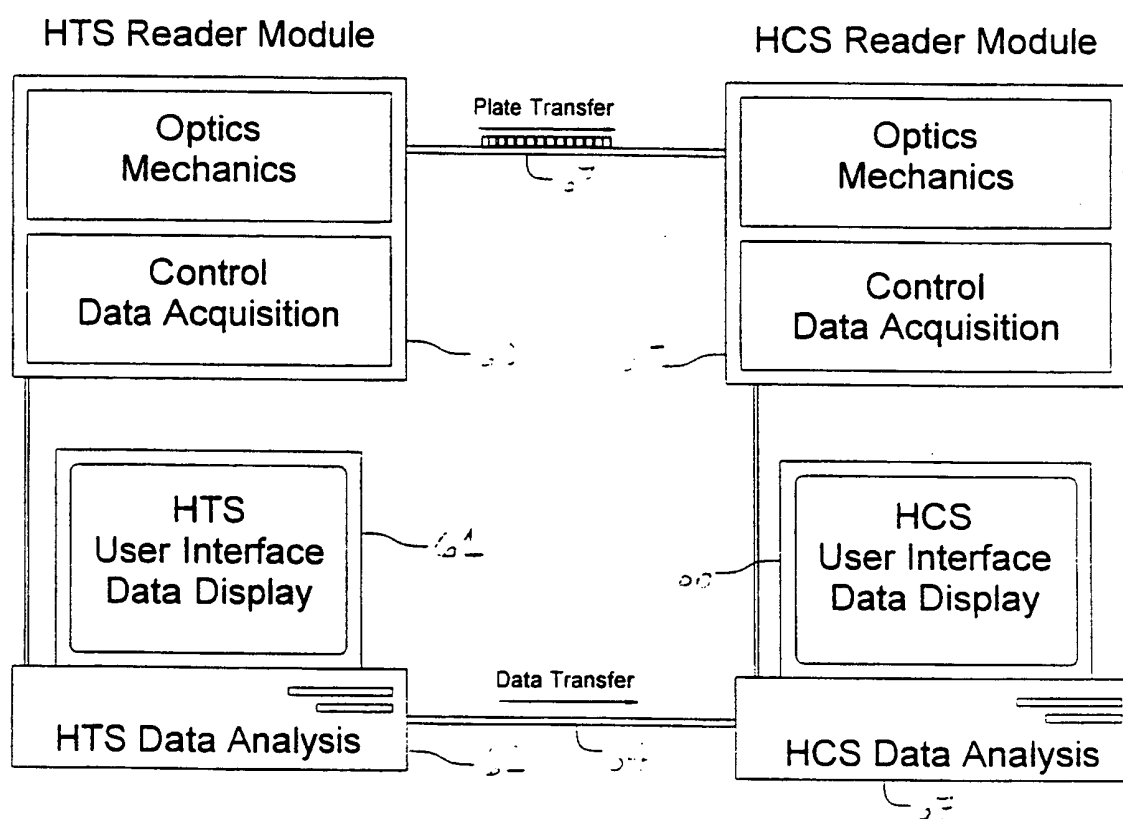 HTS Reader Module
HCS Reader Module
Optics
Mechanics
Plate Transfer
Optics
Mechanics
Control
Data Acquisition
Control
Data Acquisition
HTS
User Interface
Data Display
HCS
User Interface
Data Display
Data Transfer
HTS Data Analysis
HCS Data Analysis